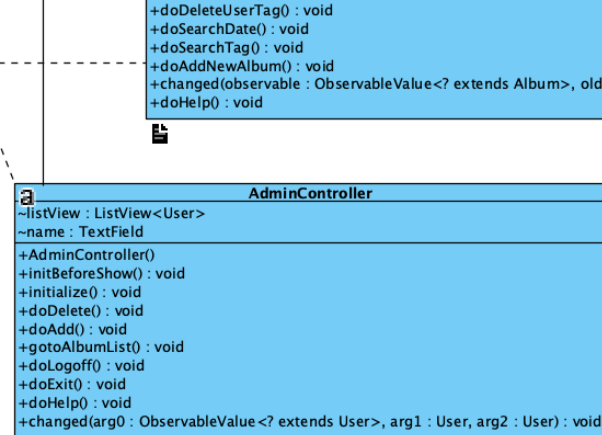 +doDeleteUserTag() : void
+doSearchDate() : void
+doSearchTag() : void
+doAddNewAlbum() : void
+changed(observable : ObservableValue<? extends Album>, old
+doHelp() : void
a
AdminController
~listView : ListView<User>
~name : TextField
+AdminController()
+initBeforeShow() : void
+initialize() : void
+doDelete() : void
+doAdd() : void
+gotoAlbumList() : void
+doLogoff() : void
+doExit() : void
+doHelp() : void
+changed(arg0 : ObservableValue<? extends User>, arg1 : User, arg2 : User) : void